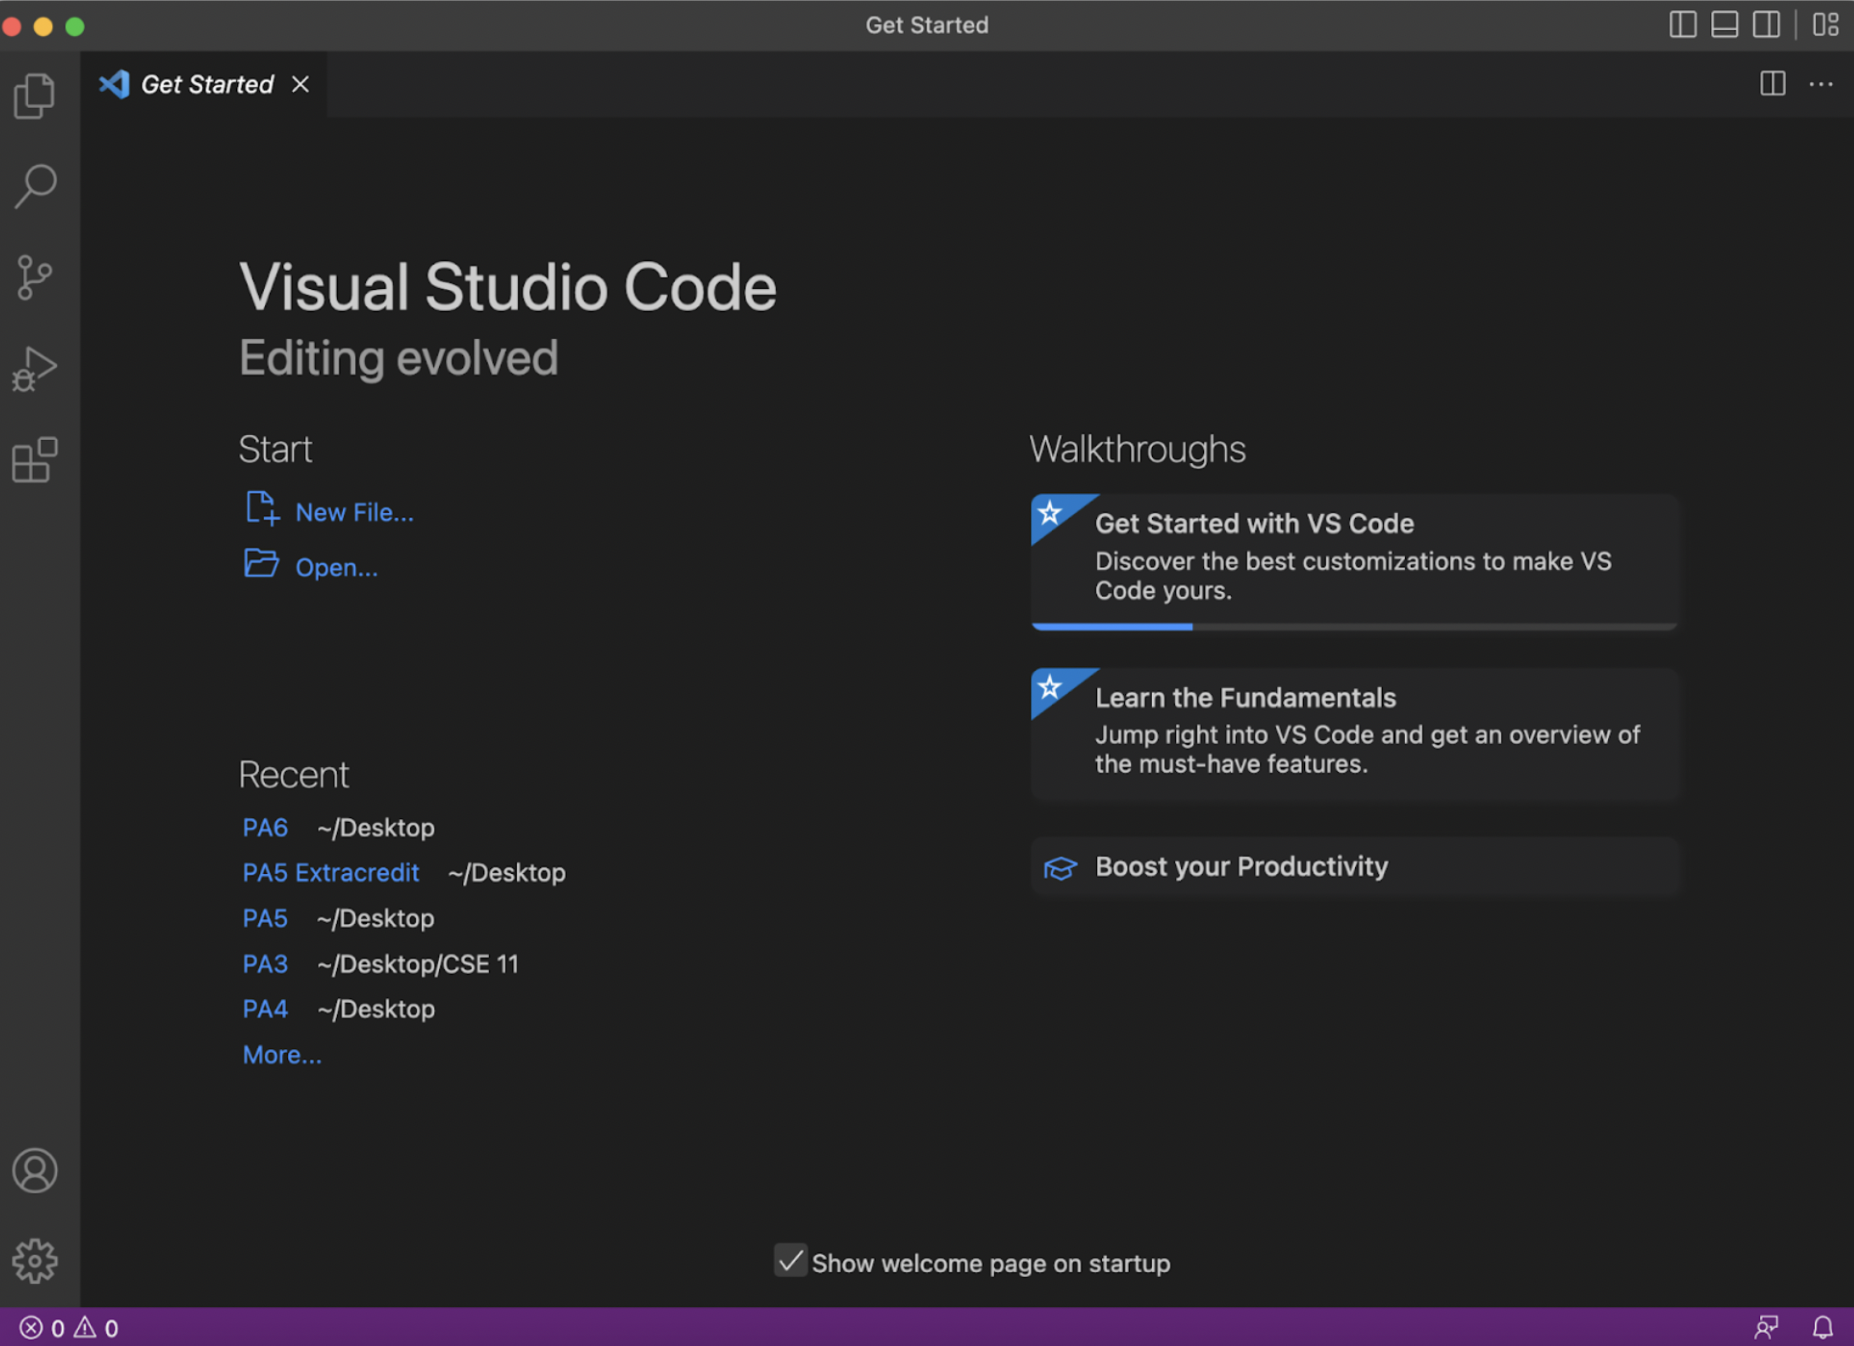 Get Started
Get Started
Visual Studio Code
Editing evolved
Start
New File...
Open...
Recent
PA6 ~/Desktop
PA5 Extracredit ~/Desktop
PA5 ~/Desktop
PA3 ~/Desktop/CSE 11
PA4 ~/Desktop
More...
Walkthroughs
Get Started with VS Code
Discover the best customizations to make VS
Code yours.
Learn the Fundamentals
Jump right into VS Code and get an overview of
the must-have features.
Boost your Productivity
Show welcome page on startup
0 0